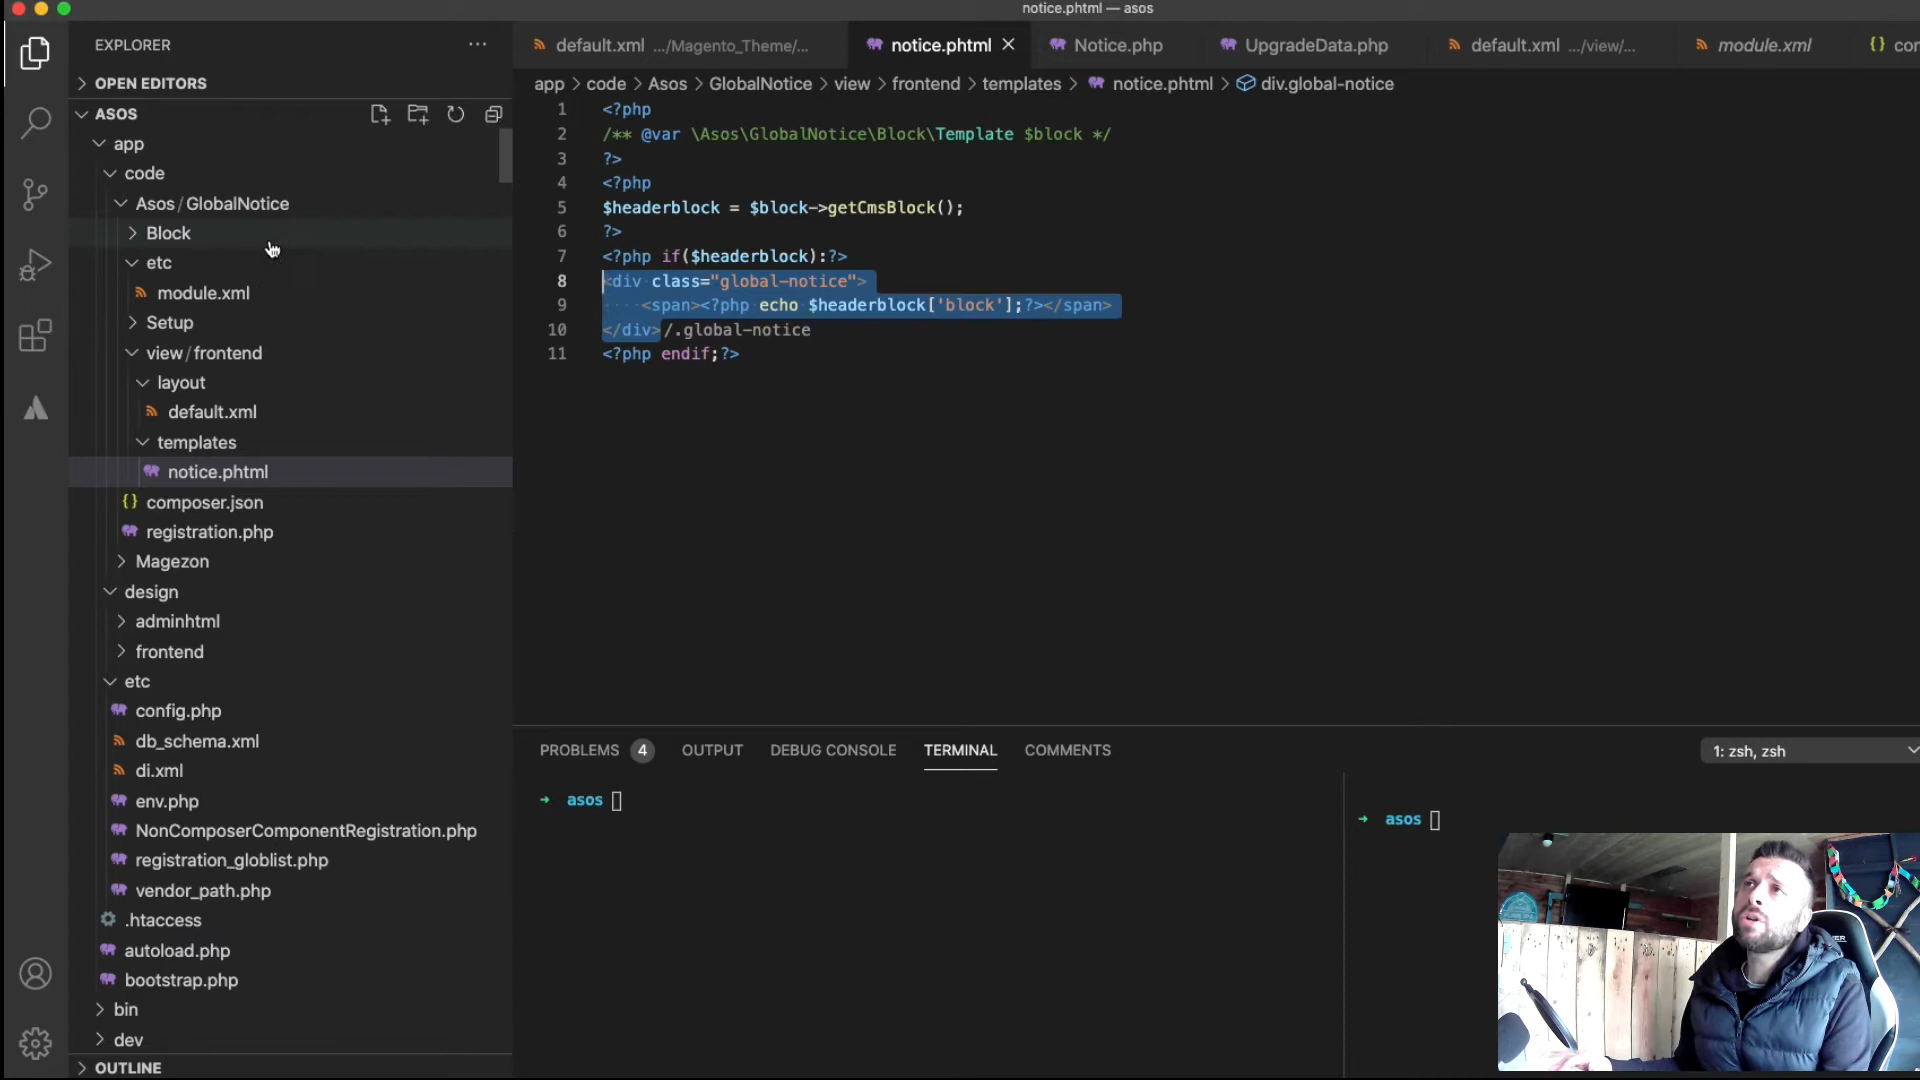 notice.phtml — asos
EXPLORER
OPEN EDITORS
ASOS
app
code
Asos / GlobalNotice
Block
etc
module.xml
Setup
view / frontend
layout
default.xml
templates
notice.phtml
composer.json
registration.php
Magezon
design
adminhtml
frontend
etc
config.php
db_schema.xml
di.xml
env.php
NonComposerComponentRegistration.php
registration_globlist.php
vendor_path.php
.htaccess
autoload.php
bootstrap.php
bin
dev
OUTLINE
default.xml .../Magento_Theme/... notice.phtml Notice.php UpgradeData.php default.xml .../view/... module.xml {} cor
app > code > Asos > GlobalNotice > view > frontend > templates > notice.phtml > div.global-notice
1 <?php
2 /** @var \Asos\GlobalNotice\Block\Template $block */
3 ?>
4 <?php
5 $headerblock = $block->getCmsBlock();
6 ?>
7 <?php if($headerblock):?>
8 <div class="global-notice">
9 <span><?php echo $headerblock['block'];?></span>
10 </div>/.global-notice
11 <?php endif;?>
PROBLEMS 4 OUTPUT DEBUG CONSOLE TERMINAL COMMENTS 1: zsh, zsh
→ asos
→ asos